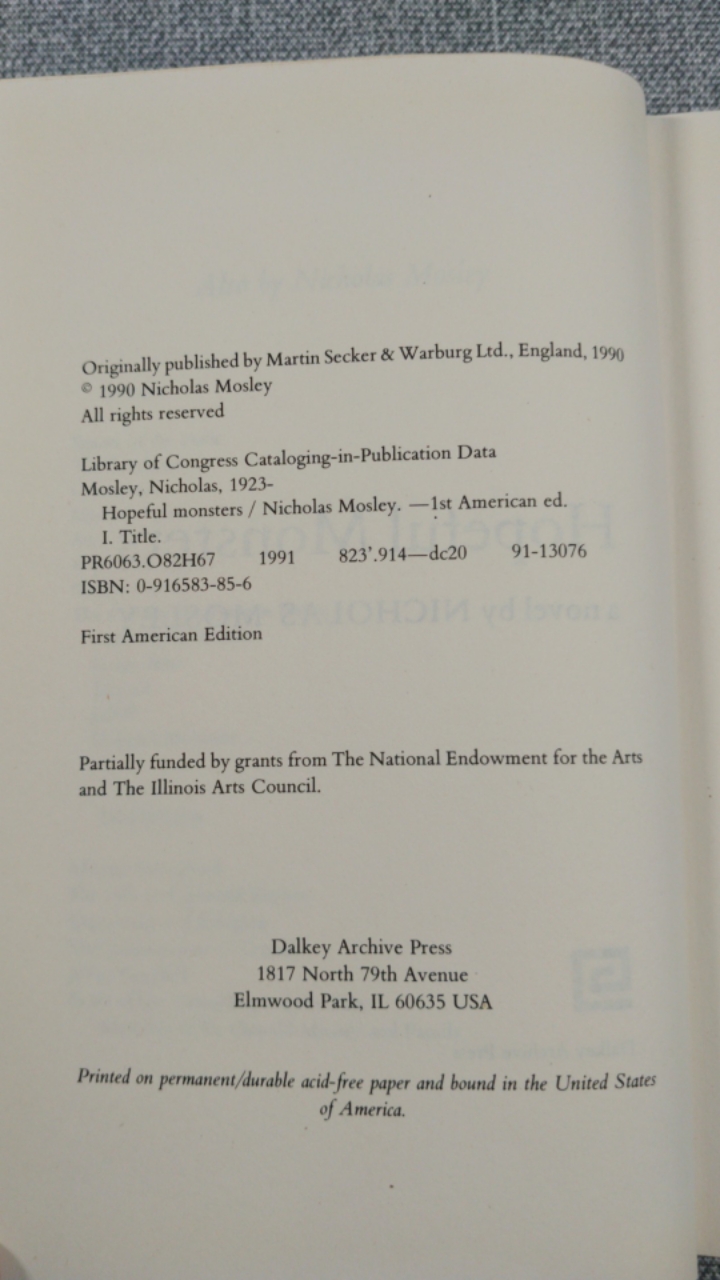 Originally published by Martin Secker & Warburg Ltd., England, 1990
© 1990 Nicholas Mosley
All rights reserved
Library of Congress Cataloging-in-Publication Data
Mosley, Nicholas, 1923-
Hopeful monsters / Nicholas Mosley. —1st American ed.
I. Title.
PR6063.O82H67 1991 823'.914—dc20 91-13076
ISBN: 0-916583-85-6
First American Edition
Partially funded by grants from The National Endowment for the Arts
and The Illinois Arts Council.
Dalkey Archive Press
1817 North 79th Avenue
Elmwood Park, IL 60635 USA
Printed on permanent/durable acid-free paper and bound in the United States
of America.